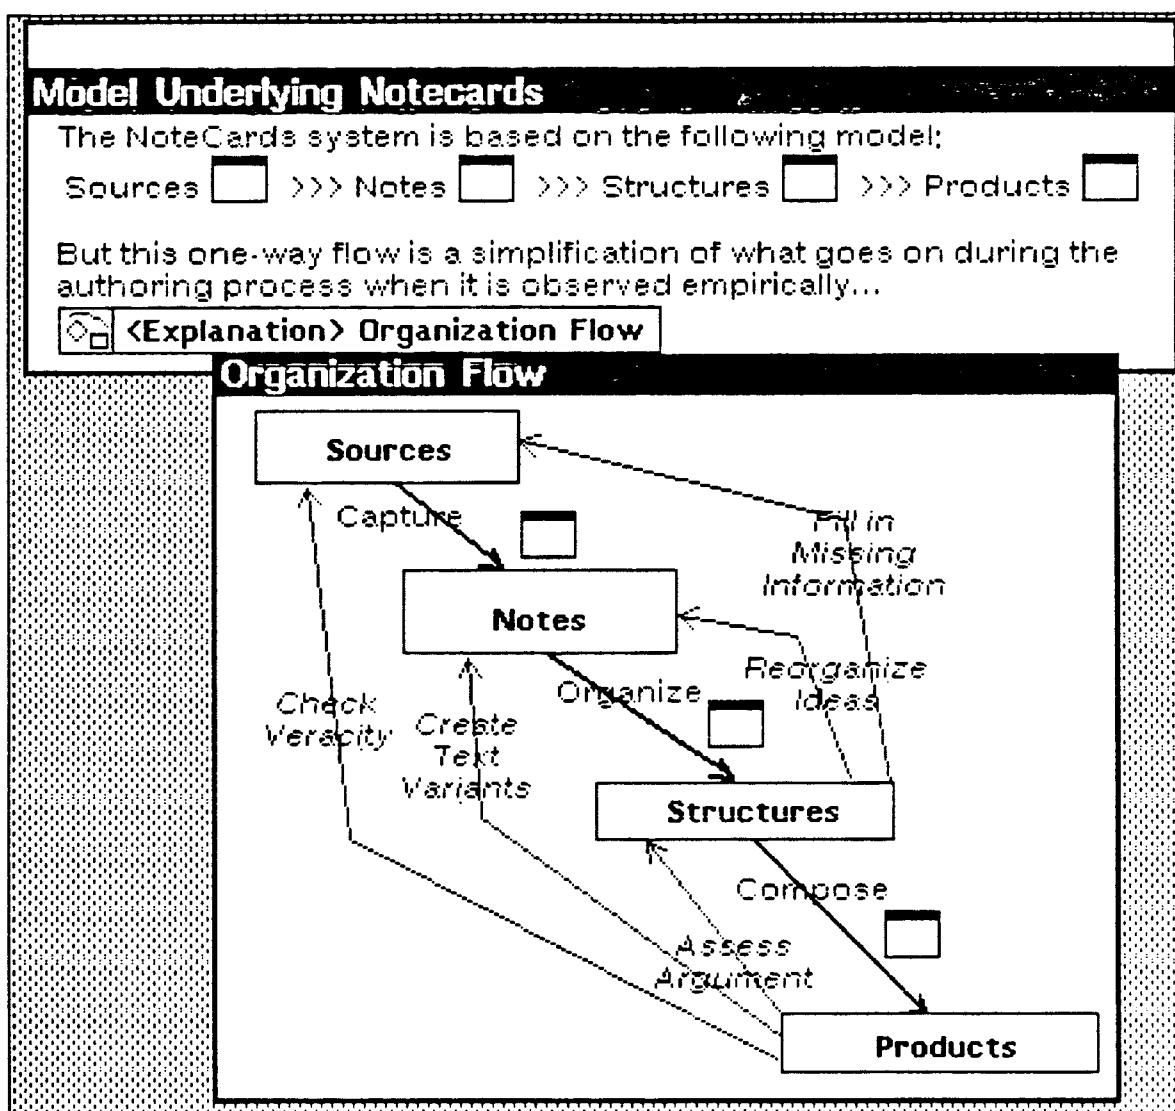 Model Underlying Notecards
The NoteCards system is based on the following model:
Sources >>> Notes >>> Structures >>> Products
But this one-way flow is a simplification of what goes on during the
authoring process when it is observed empirically...
<Explanation> Organization Flow
Organization Flow
Sources
Capture
Fill in
Missing
Information
Notes
Organize
Reorganize
Ideas
Check
Veracity
Create
Text
Variants
Structures
Compose
Assess
Argument
Products